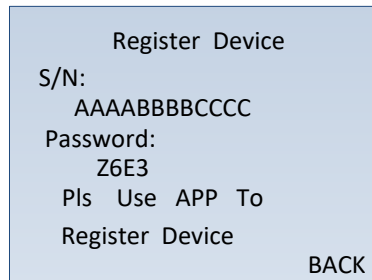 Register Device
S/N:
AAAABBBBCCCC
Password:
Z6E3
Pls Use APP To
Register Device
BACK